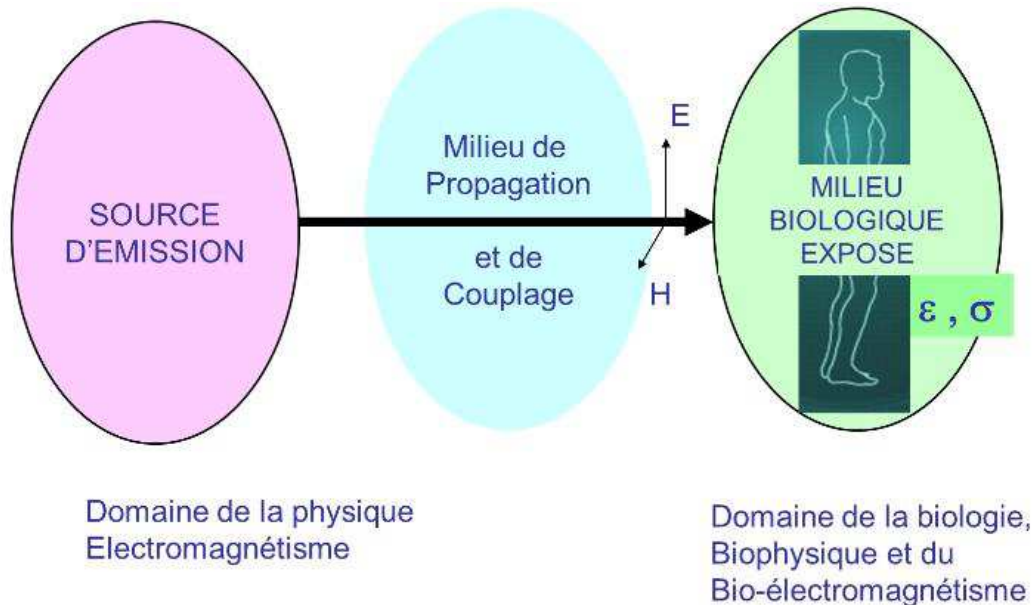 SOURCE
D'EMISSION
Milieu de
Propagation
et de
Couplage
E
H
MILIEU
BIOLOGIQUE
EXPOSE
ε , σ
Domaine de la physique
Electromagnétisme
Domaine de la biologie,
Biophysique et du
Bio-électromagnétisme